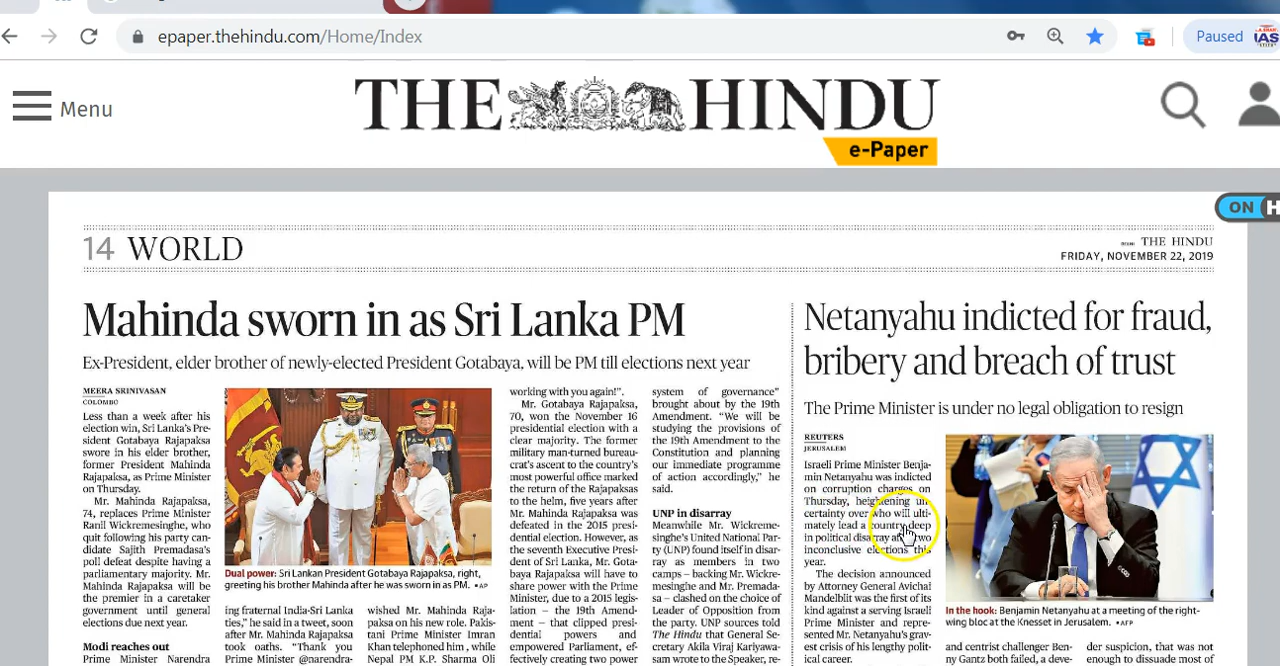 epaper.thehindu.com/Home/Index
Paused
IAS
Menu
THE HINDU
e-Paper
ON
14 WORLD
THE HINDU
FRIDAY, NOVEMBER 22, 2019
Mahinda sworn in as Sri Lanka PM
Ex-President, elder brother of newly-elected President Gotabaya, will be PM till elections next year
MEERA SRINIVASAN
COLOMBO
Less than a week after his
election win, Sri Lanka's Pre-
sident Gotabaya Rajapaksa
swore in his elder brother,
former President Mahinda
Rajapaksa, as Prime Minister
on Thursday.
Mr. Mahinda Rajapaksa,
74, replaces Prime Minister
Ranil Wickremesinghe, who
quit following his party can-
didate Sajith Premadasa's
poll defeat despite having a
parliamentary majority. Mr.
Mahinda Rajapaksa will be
the premier in a caretaker
government until general
elections due next year.
Modi reaches out
Prime Minister Narendra
Dual power: Sri Lankan President Gotabaya Rajapaksa, right,
greeting his brother Mahinda after he was sworn in as PM. • AP
ing fraternal India-Sri Lanka
ties," he said in a tweet, soon
after Mr. Mahinda Rajapaksa
took oaths. "Thank you
Prime Minister @narendra-
wished Mr. Mahinda Raja-
paksa on his new role. Pakis-
tani Prime Minister Imran
Khan telephoned him, while
Nepal PM K.P. Sharma Oli
working with you again!".
Mr. Gotabaya Rajapaksa,
70, won the November 16
presidential election with a
clear majority. The former
military man-turned bureau-
crat's ascent to the country's
most powerful office marked
the return of the Rajapaksas
to the helm, five years after
Mr. Mahinda Rajapaksa was
defeated in the 2015 presi-
dential election. However, as
the seventh Executive Presi-
dent of Sri Lanka, Mr. Gota-
baya Rajapaksa will have to
share power with the Prime
Minister, due to a 2015 legis-
lation – the 19th Amend-
ment – that clipped presi-
dential powers and
empowered Parliament, ef-
fectively creating two power
system of governance"
brought about by the 19th
Amendment. "We will be
studying the provisions of
the 19th Amendment to the
Constitution and planning
our immediate programme
of action accordingly," he
said.
UNP in disarray
Meanwhile Mr. Wickreme-
singhe's United National Par-
ty (UNP) found itself in disar-
ray as members in two
camps – backing Mr. Wickre-
mesinghe and Mr. Premada-
sa – clashed on the choice of
Leader of Opposition from
the party. UNP sources told
The Hindu that General Se-
cretary Akila Viraj Kariyawa-
sam wrote to the Speaker, re-
Netanyahu indicted for fraud,
bribery and breach of trust
The Prime Minister is under no legal obligation to resign
REUTERS
JERUSALEM
Israeli Prime Minister Benja-
min Netanyahu was indicted
on corruption charges on
Thursday, heightening un-
certainty over who will ulti-
mately lead a country deep
in political disarray after two
inconclusive elections this
year.
The decision announced
by Attorney General Avihai
Mandelblit was the first of its
kind against a serving Israeli
Prime Minister and repre-
sented Mr. Netanyahu's grav-
est crisis of his lengthy polit-
ical career.
In the hook: Benjamin Netanyahu at a meeting of the right-
wing bloc at the Knesset in Jerusalem. • AFP
and centrist challenger Ben-
ny Gantz both failed, a deve-
der suspicion, that was not
enough to dissuade many of